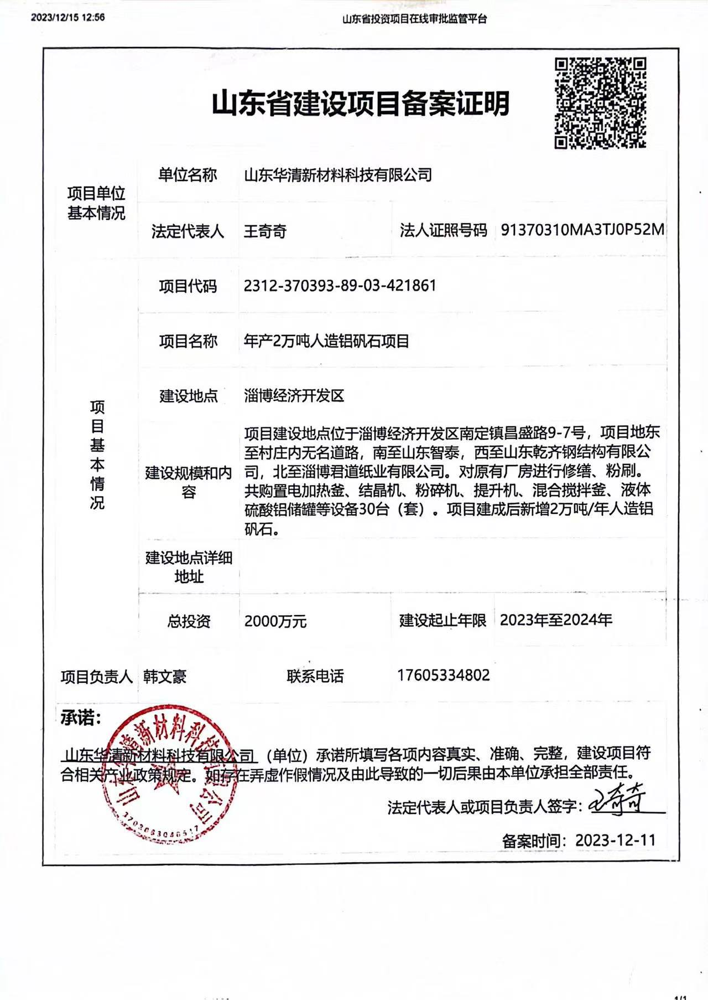 2023/12/15 12:56
山东省投资项目在线审批监管平台
山东省建设项目备案证明
项目单位
基本情况
单位名称
山东华清新材料科技有限公司
法定代表人
王奇奇
法人证照号码
91370310MA3TJ0P52M
项目基本情况
项目代码
2312-370393-89-03-421861
项目名称
年产2万吨人造铝矾石项目
建设地点
淄博经济开发区
建设规模和内
容
项目建设地点位于淄博经济开发区南定镇昌盛路9-7号，项目地东
至村庄内无名道路，南至山东智泰，西至山东乾齐钢结构有限公
司，北至淄博君道纸业有限公司。对原有厂房进行修缮、粉刷。
共购置电加热釜、结晶机、粉碎机、提升机、混合搅拌釜、液体
硫酸铝储罐等设备30台（套）。项目建成后新增2万吨/年人造铝
矾石。
建设地点详细
地址
总投资
2000万元
建设起止年限
2023年至2024年
项目负责人
韩文豪
联系电话
17605334802
承诺：
山东华清新材料科技有限公司（单位）承诺所填写各项内容真实、准确、完整，建设项目符
合相关产业政策规定。如存在弄虚作假情况及由此导致的一切后果由本单位承担全部责任。
山东华清新材料科技有限公司
法定代表人或项目负责人签字：王奇奇
备案时间：2023-12-11
1/1